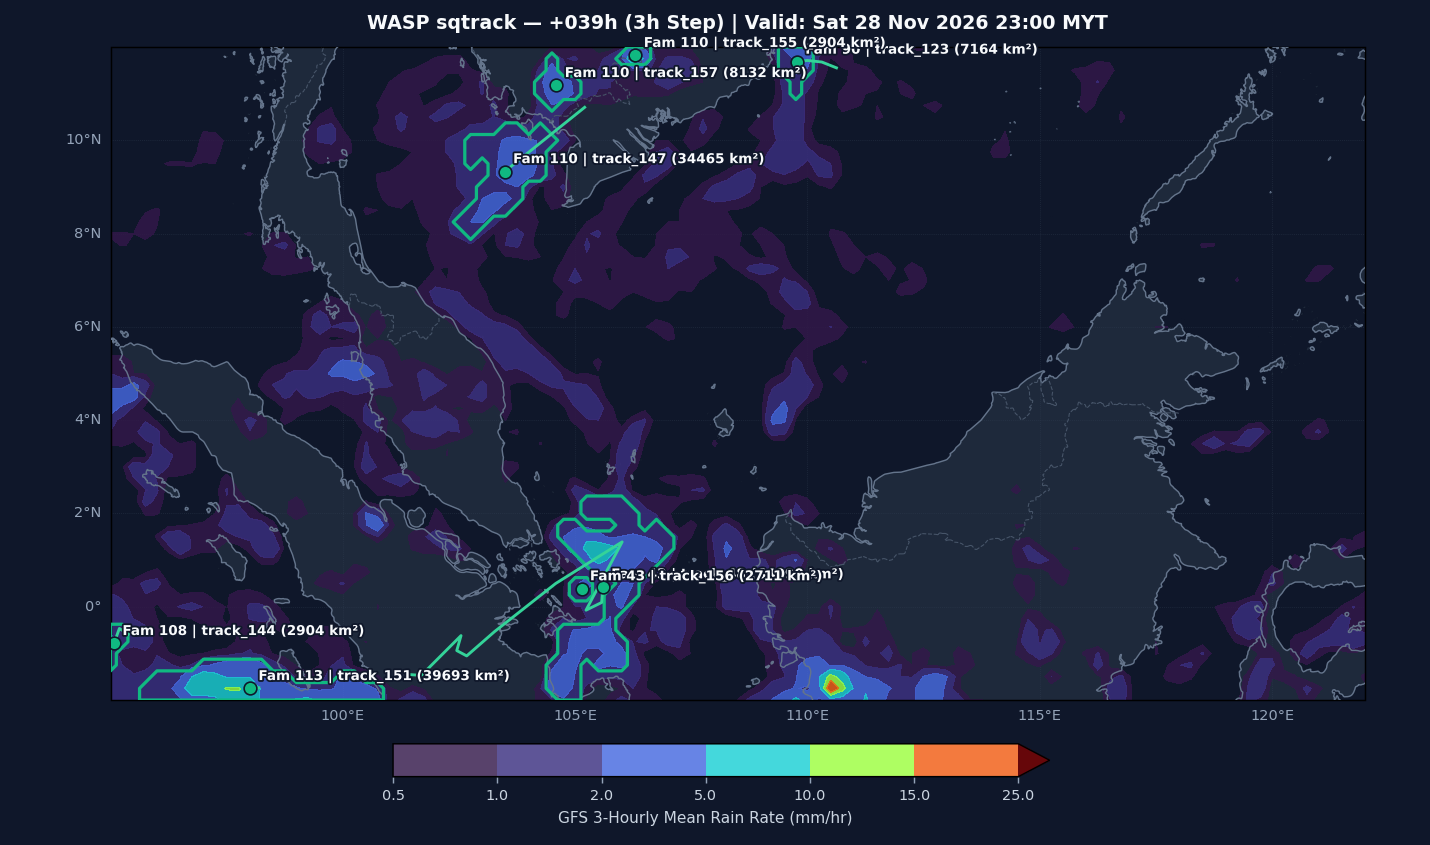 WASP sqtrack — +039h (3h Step) | Valid: Sat 28 Nov 2026 23:00 MYT
Fam 110 | track_155 (2904 km²)
track_123 (7164 km²)
Fam 110 | track_157 (8132 km²)
Fam 110 | track_147 (34465 km²)
Fam 43 | track_156 (2711 km²)
Fam 108 | track_144 (2904 km²)
Fam 113 | track_151 (39693 km²)
10°N
8°N
6°N
4°N
2°N
0°
100°E
105°E
110°E
115°E
120°E
0.5
1.0
2.0
5.0
10.0
15.0
25.0
GFS 3-Hourly Mean Rain Rate (mm/hr)